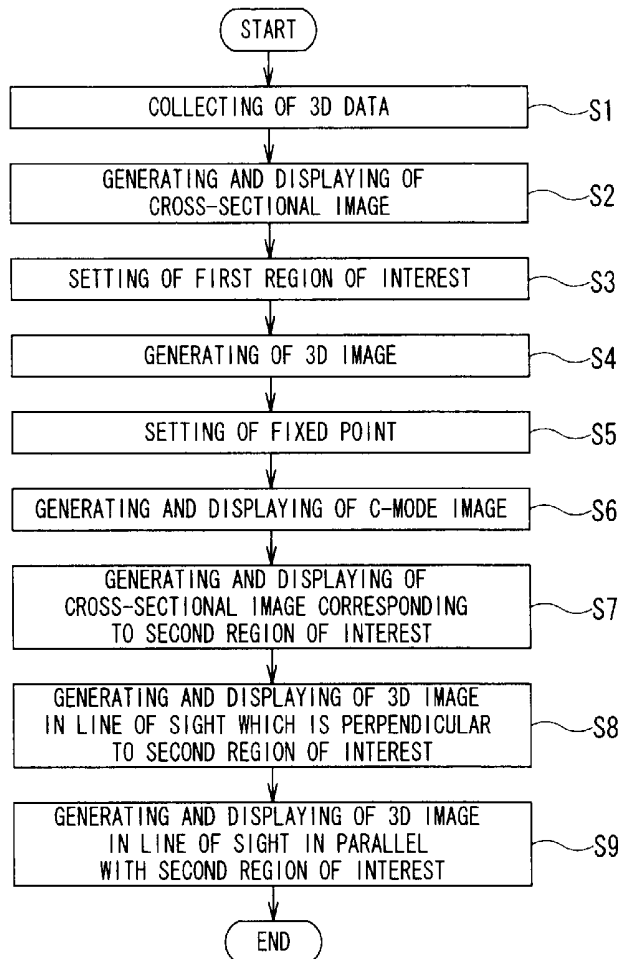 START
COLLECTING OF 3D DATA
S1
GENERATING AND DISPLAYING OF
CROSS-SECTIONAL IMAGE
S2
SETTING OF FIRST REGION OF INTEREST
S3
GENERATING OF 3D IMAGE
S4
SETTING OF FIXED POINT
S5
GENERATING AND DISPLAYING OF C-MODE IMAGE
S6
GENERATING AND DISPLAYING OF
CROSS-SECTIONAL IMAGE CORRESPONDING
TO SECOND REGION OF INTEREST
S7
GENERATING AND DISPLAYING OF 3D IMAGE
IN LINE OF SIGHT WHICH IS PERPENDICULAR
TO SECOND REGION OF INTEREST
S8
GENERATING AND DISPLAYING OF 3D IMAGE
IN LINE OF SIGHT IN PARALLEL
WITH SECOND REGION OF INTEREST
S9
END